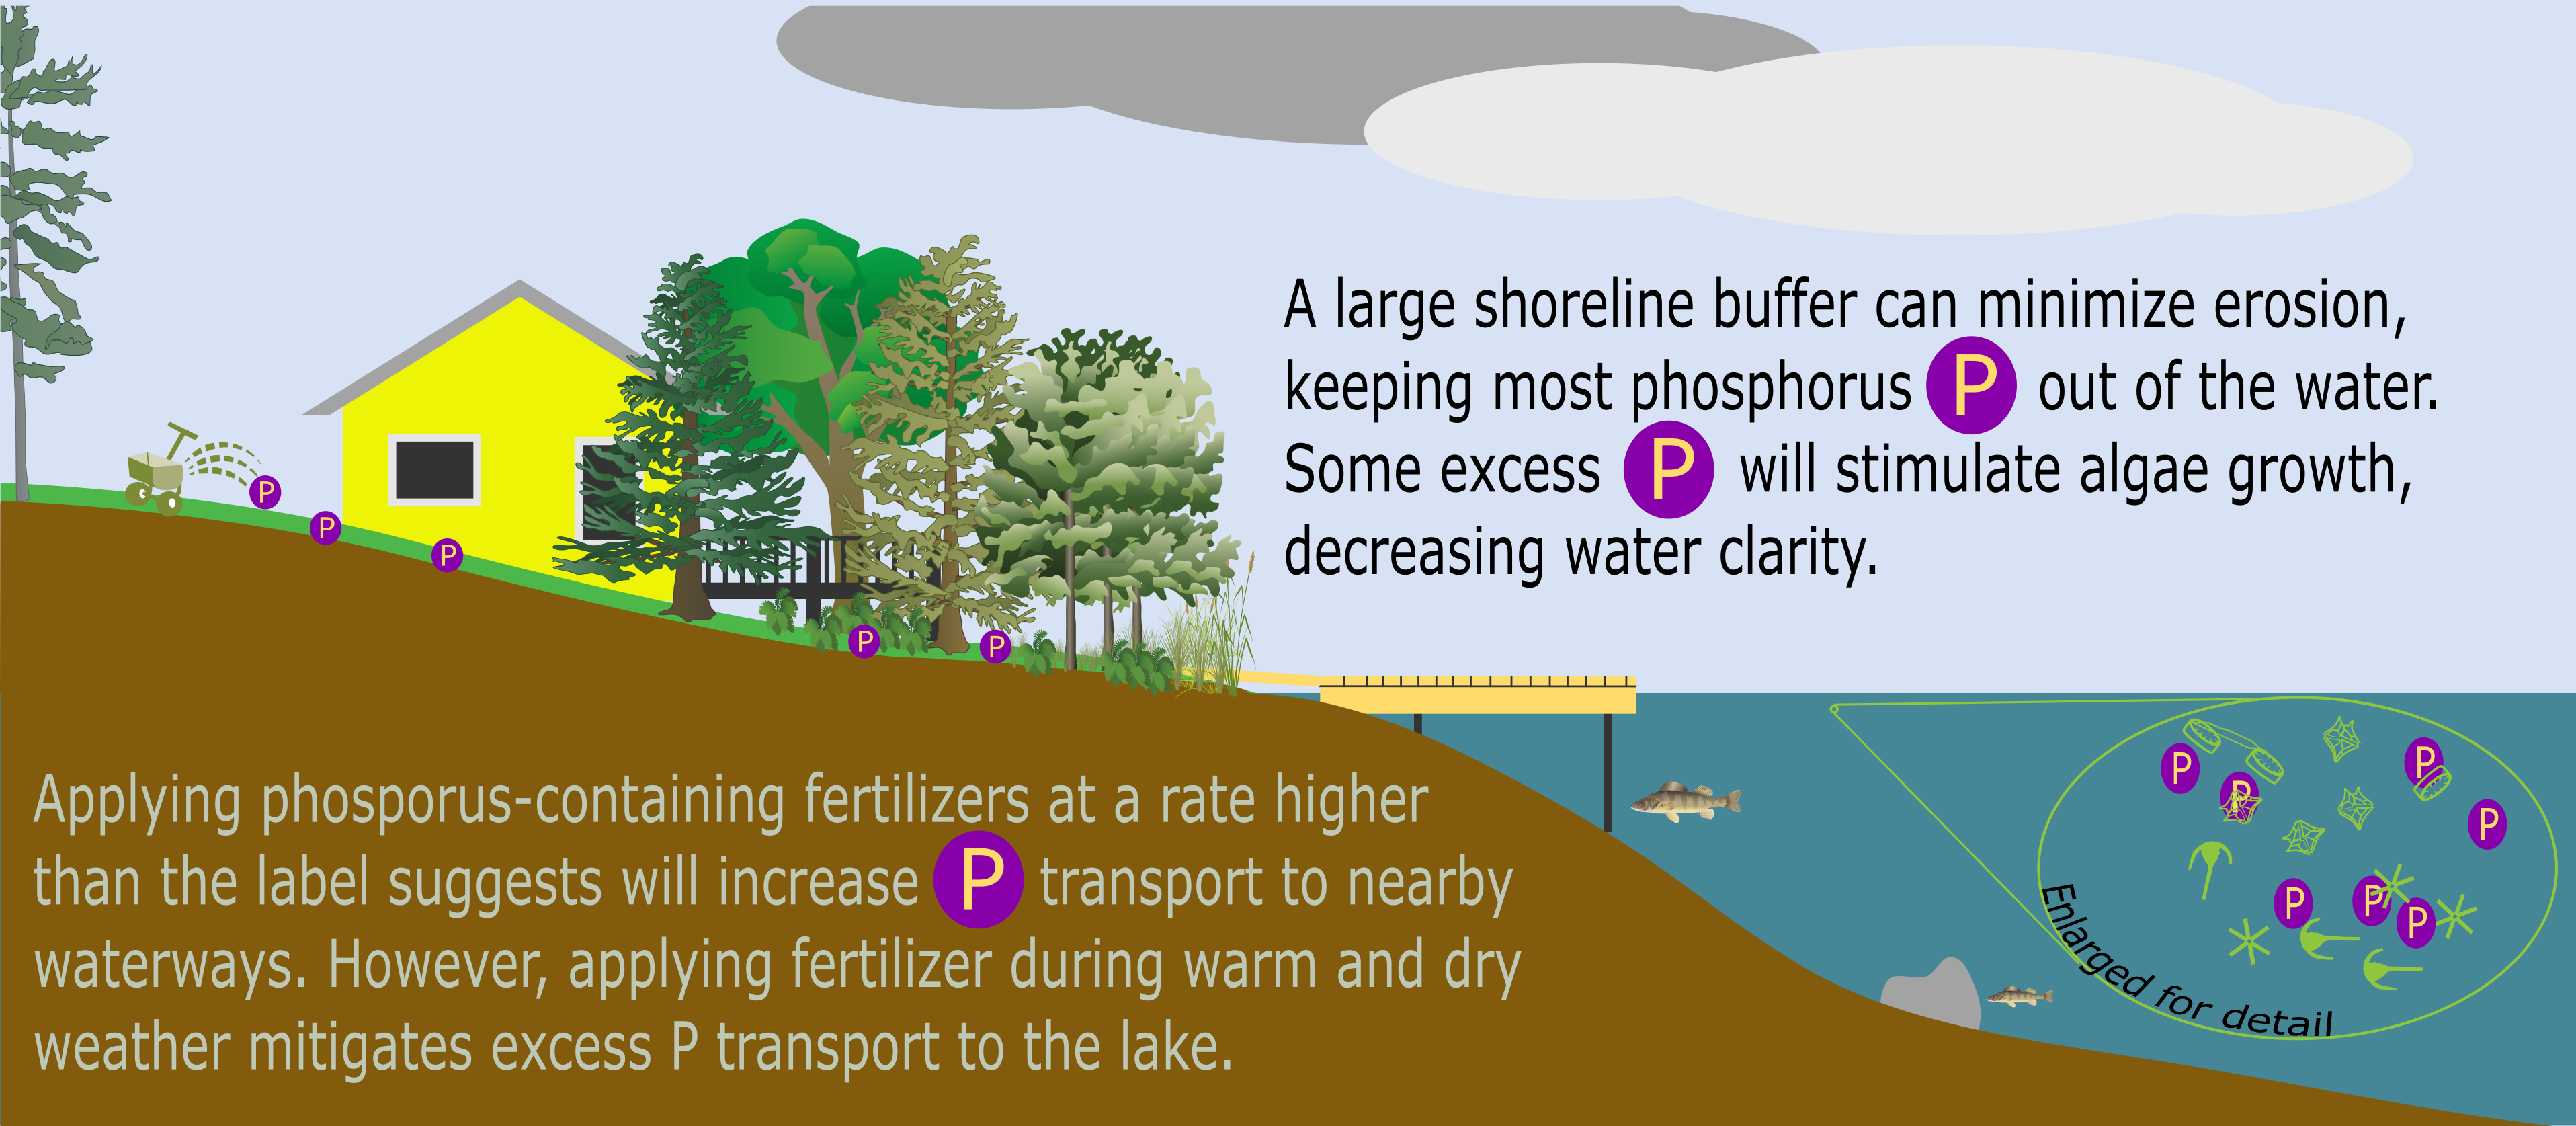 A large shoreline buffer can minimize erosion,
keeping most phosphorus P out of the water.
Some excess P will stimulate algae growth,
decreasing water clarity.
P
P
P
P
P
Applying phosporus-containing fertilizers at a rate higher
than the label suggests will increase P transport to nearby
waterways. However, applying fertilizer during warm and dry
weather mitigates excess P transport to the lake.
P
P
P
P
P
P
P
Enlarged for detail